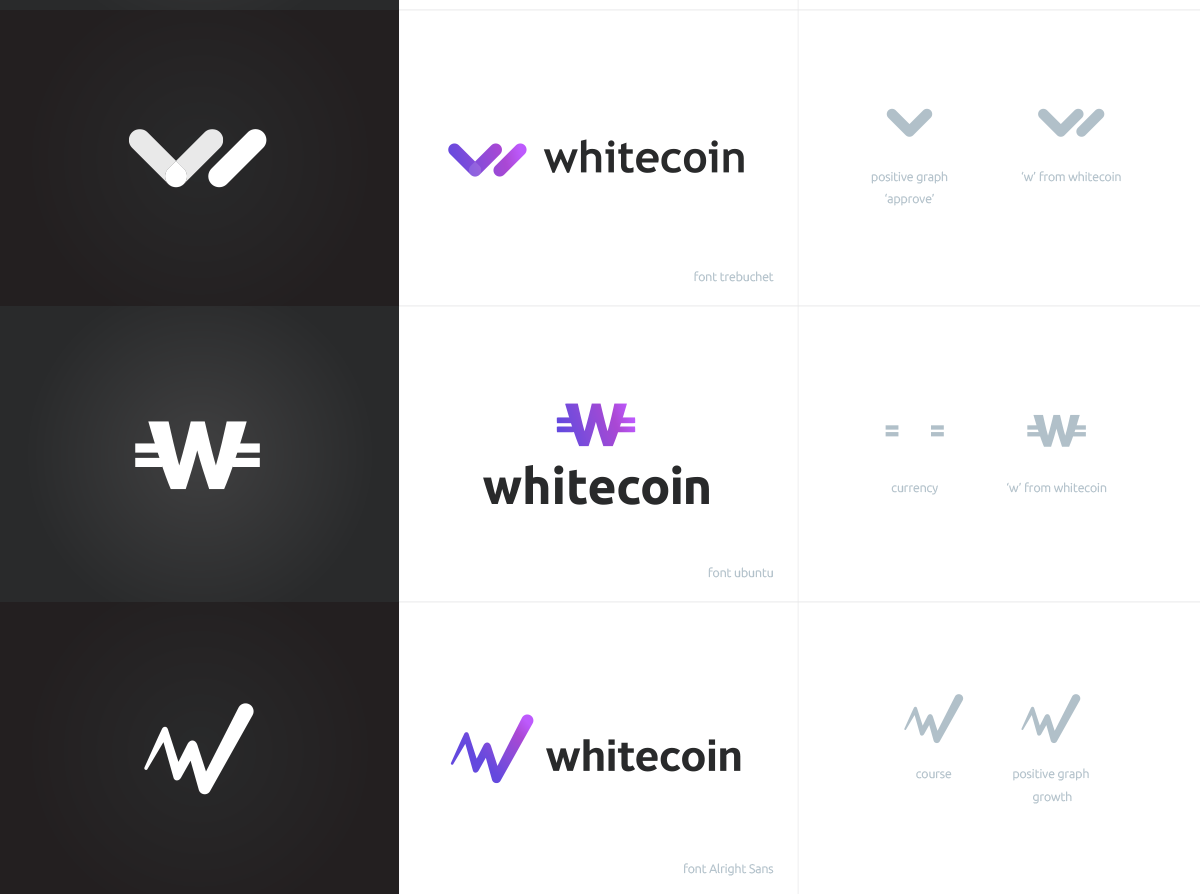 whitecoin
positive graph
'approve'
'w' from whitecoin
font trebuchet
W
whitecoin
currency
'w' from whitecoin
font ubuntu
whitecoin
course
positive graph
growth
font Alright Sans